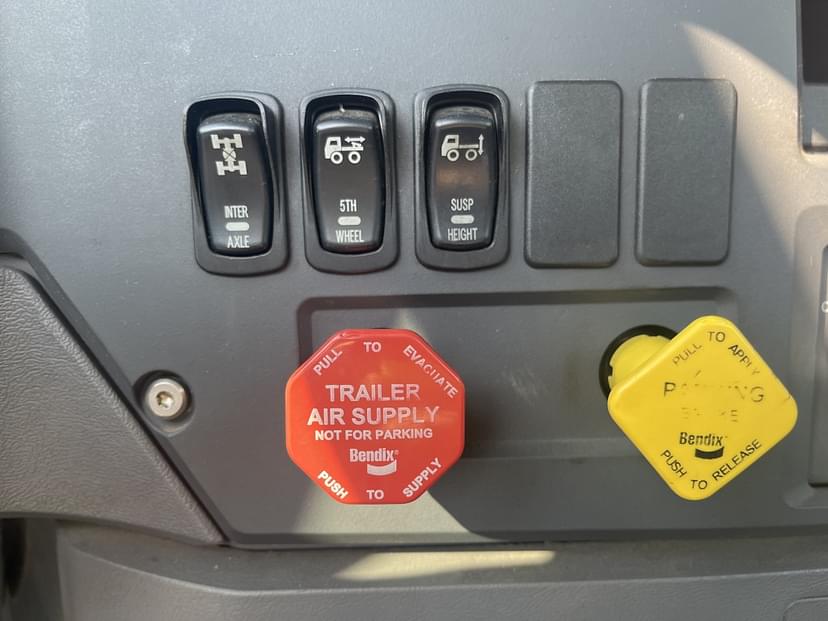 INTER
AXLE
5TH
WHEEL
SUSP
HEIGHT
PULL TO EVACUATE
TRAILER
AIR SUPPLY
NOT FOR PARKING
Bendix®
PUSH TO SUPPLY
PULL TO APPLY
PARKING
Bendix
PUSH TO RELEASE